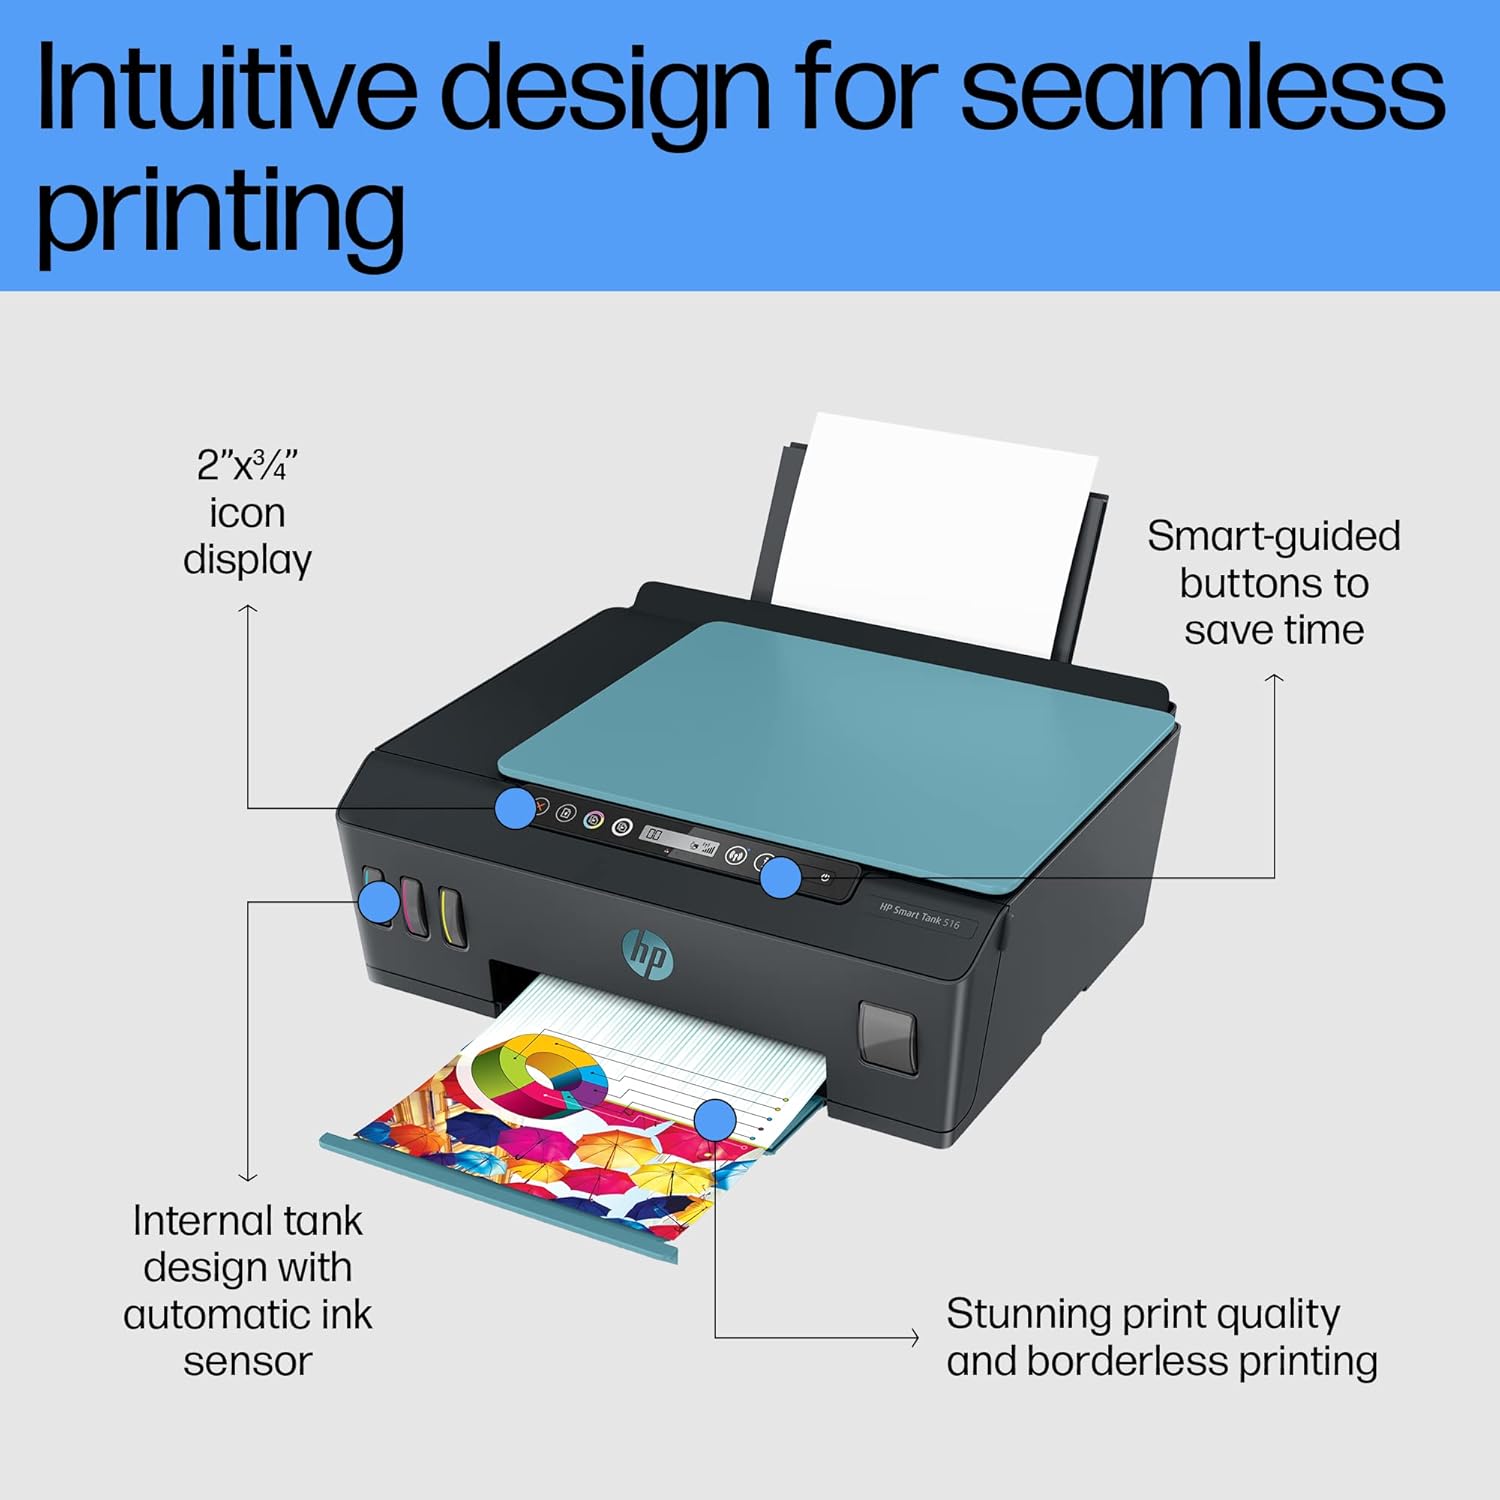 Intuitive design for seamless
printing
2”x¾”
icon
display
Smart-guided
buttons to
save time
HP Smart Tank 516
hp
Internal tank
design with
automatic ink
sensor
Stunning print quality
and borderless printing